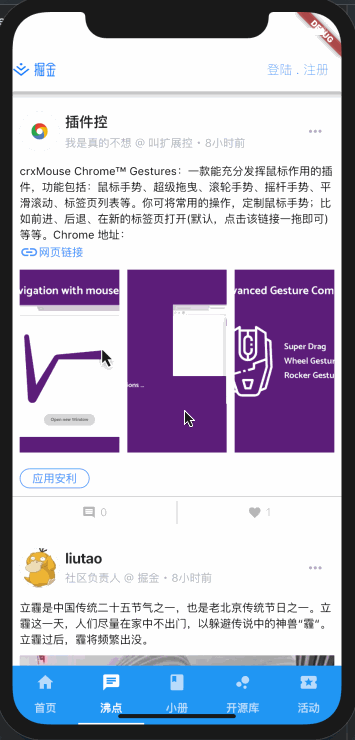 DEBUG
掘金
登陆 . 注册
插件控
我是真的不想 @ 叫扩展控 • 8小时前
crxMouse Chrome™ Gestures：一款能充分发挥鼠标作用的插
件，功能包括：鼠标手势、超级拖曳、滚轮手势、摇杆手势、平
滑滚动、标签页列表等。你可将常用的操作，定制鼠标手势；比
如前进、后退、在新的标签页打开(默认，点击该链接一拖即可)
等等。Chrome 地址：
网页链接
vigation with mouse
Open new Window
ions ..
vanced Gesture Com
Super Drag
Wheel Gestur
Rocker Gestu
应用安利
0
1
liutao
社区负责人 @ 掘金 • 8小时前
立霾是中国传统二十五节气之一，也是老北京传统节日之一。立
霾这一天，人们尽量在家中不出门，以躲避传说中的神兽“霾”。
立霾过后，霾将频繁出没。
首页
沸点
小册
开源库
活动